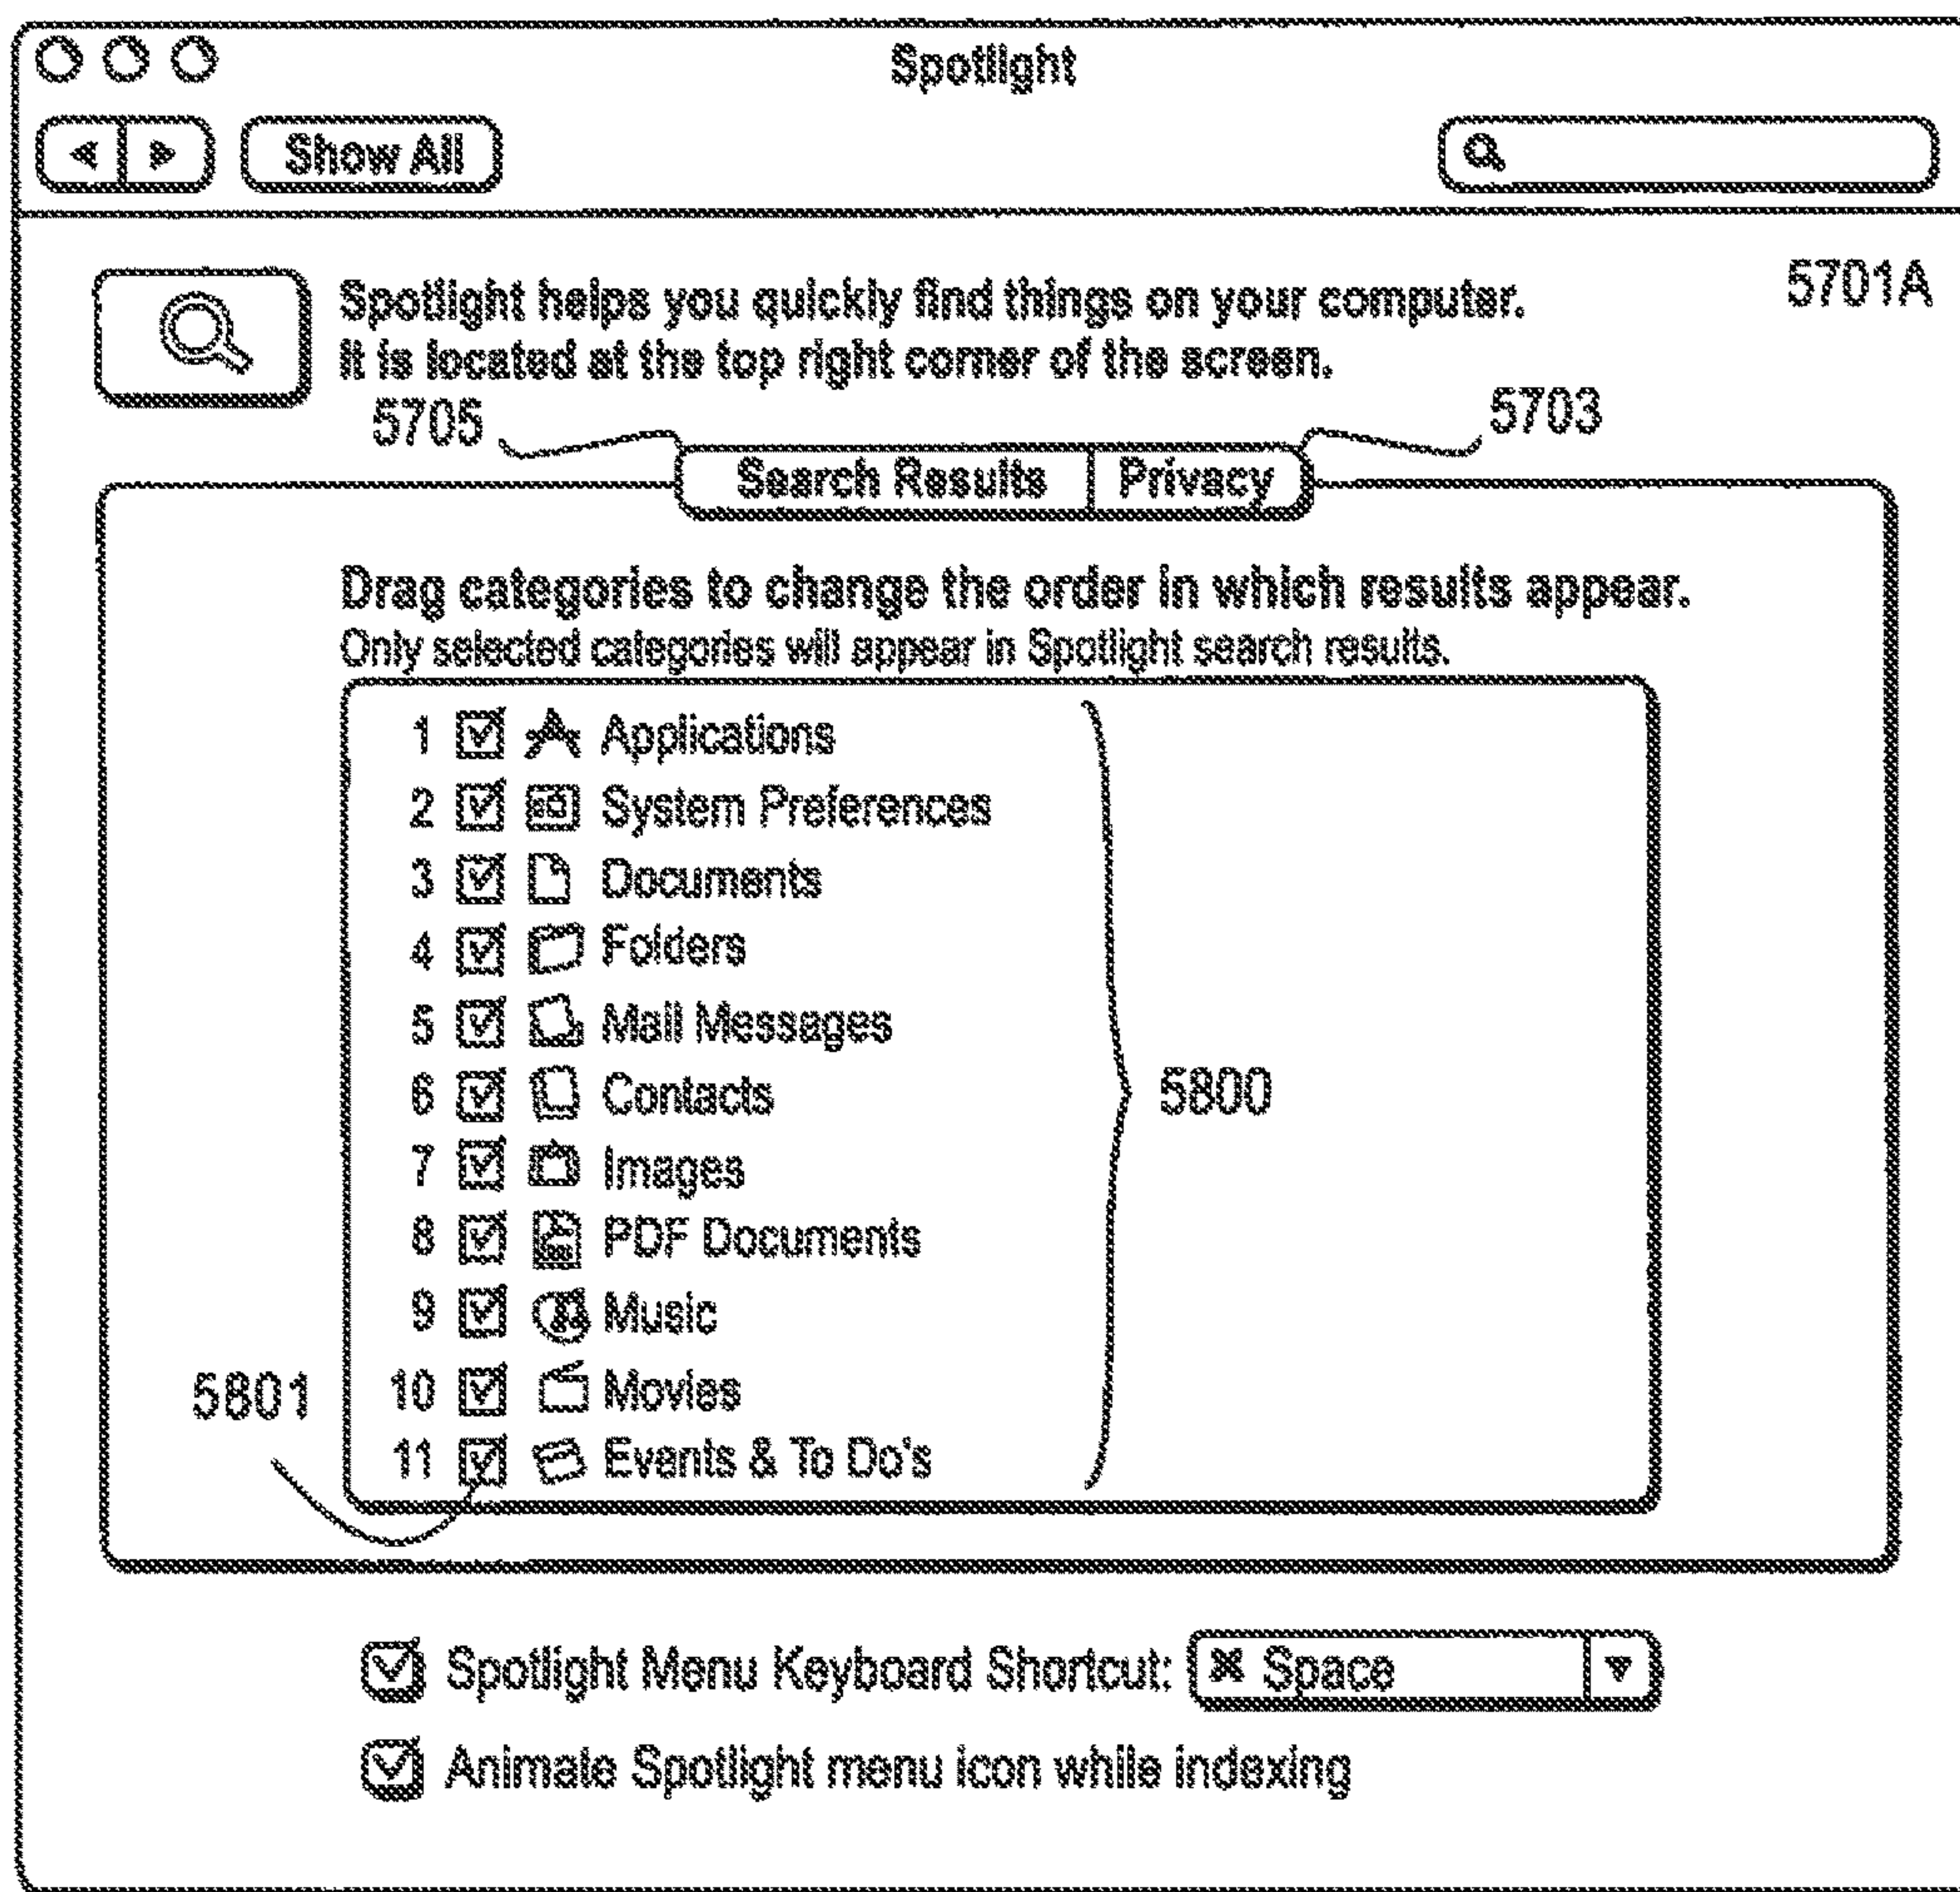 Spotlight
Show All
5701A
Spotlight helps you quickly find things on your computer.
It is located at the top right corner of the screen.
5705
5703
Search Results
Privacy
Drag categories to change the order in which results appear.
Only selected categories will appear in Spotlight search results.
1 Applications
2 System Preferences
3 Documents
4 Folders
5 Mail Messages
6 Contacts
7 Images
8 PDF Documents
9 Music
10 Movies
11 Events & To Do's
5800
5801
Spotlight Menu Keyboard Shortcut: ⌘ Space
Animate Spotlight menu icon while indexing